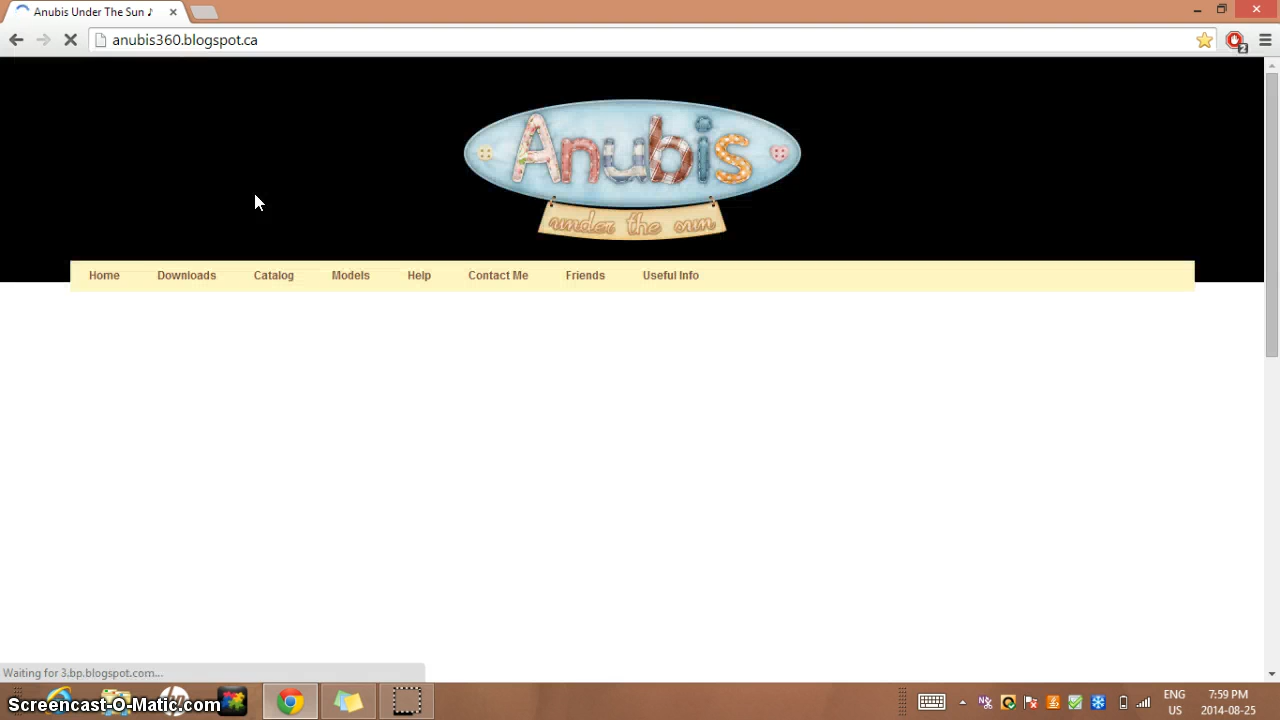 Anubis Under The Sun ♪
anubis360.blogspot.ca
2
Anubis
under the sun
Home Downloads Catalog Models Help Contact Me Friends Useful Info
Waiting for 3.bp.blogspot.com...
Screencast-O-Matic.com
ENG 7:59 PM
US 2014-08-25